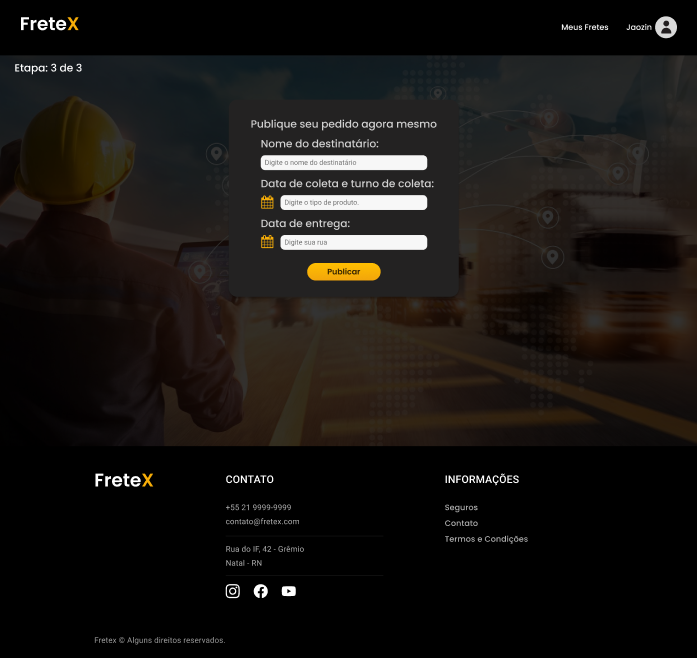 FreteX
Meus Fretes
Jaozin
Etapa: 3 de 3
Publique seu pedido agora mesmo
Nome do destinatário:
Digite o nome do destinatário
Data de coleta e turno de coleta:
Digite o tipo de produto.
Data de entrega:
Digite sua rua
Publicar
FreteX
CONTATO
+55 21 9999-9999
contato@fretex.com
Rua do IF, 42 - Grêmio
Natal - RN
INFORMAÇÕES
Seguros
Contato
Termos e Condições
Fretex © Alguns direitos reservados.